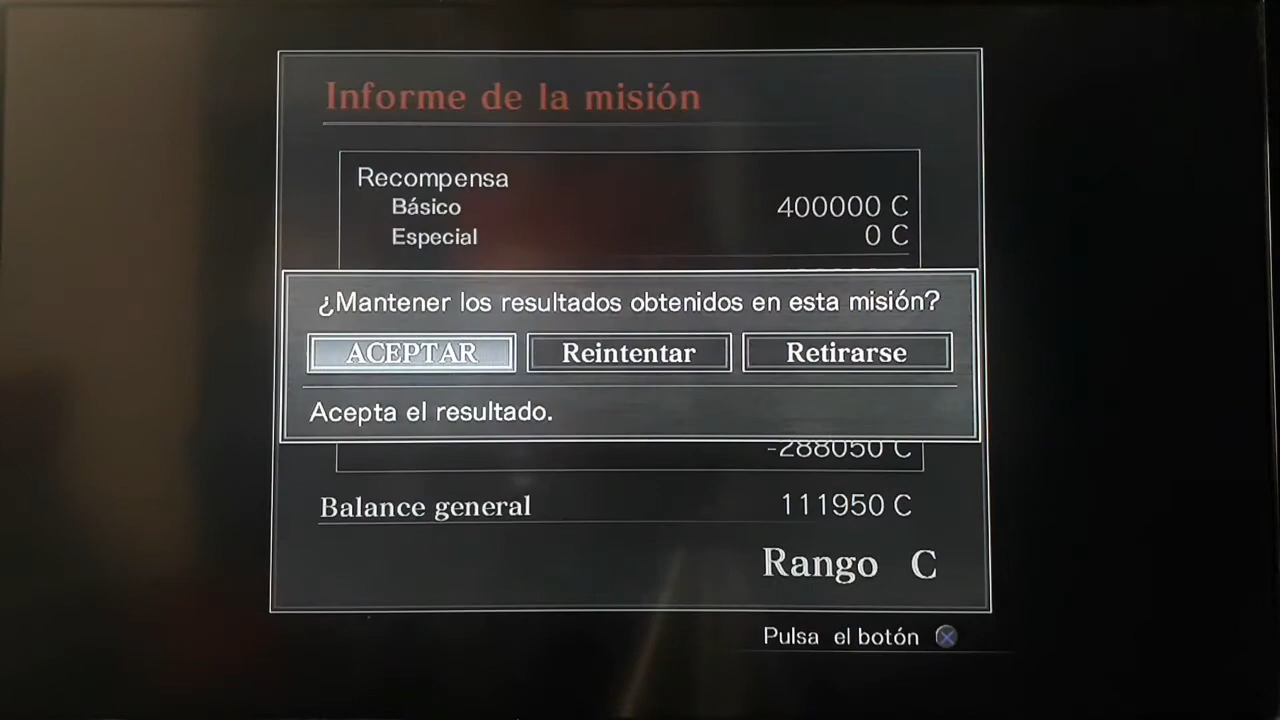 Informe de la misión
Recompensa
Básico 400000 C
Especial 0 C
¿Mantener los resultados obtenidos en esta misión?
ACEPTAR Reintentar Retirarse
Acepta el resultado.
-288050 C
Balance general 111950 C
Rango C
Pulsa el botón